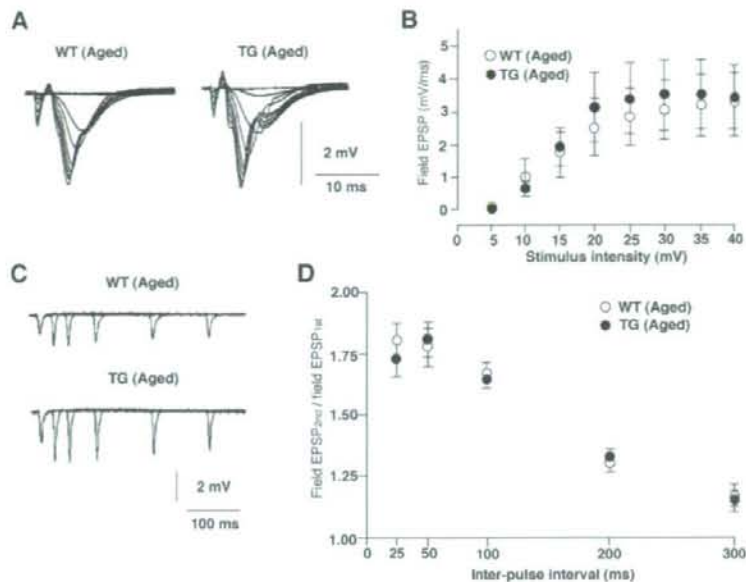 A
WT (Aged)
TG (Aged)
2 mV
10 ms
B
WT (Aged)
TG (Aged)
Field EPSP (mV/ms)
5
4
3
2
1
0
0 5 10 15 20 25 30 35 40
Stimulus intensity (mV)
C
WT (Aged)
TG (Aged)
2 mV
100 ms
D
WT (Aged)
TG (Aged)
Field EPSP2nd / field EPSP1st
2.00
1.75
1.50
1.25
1.00
0 25 50 100 200 300
Inter-pulse interval (ms)